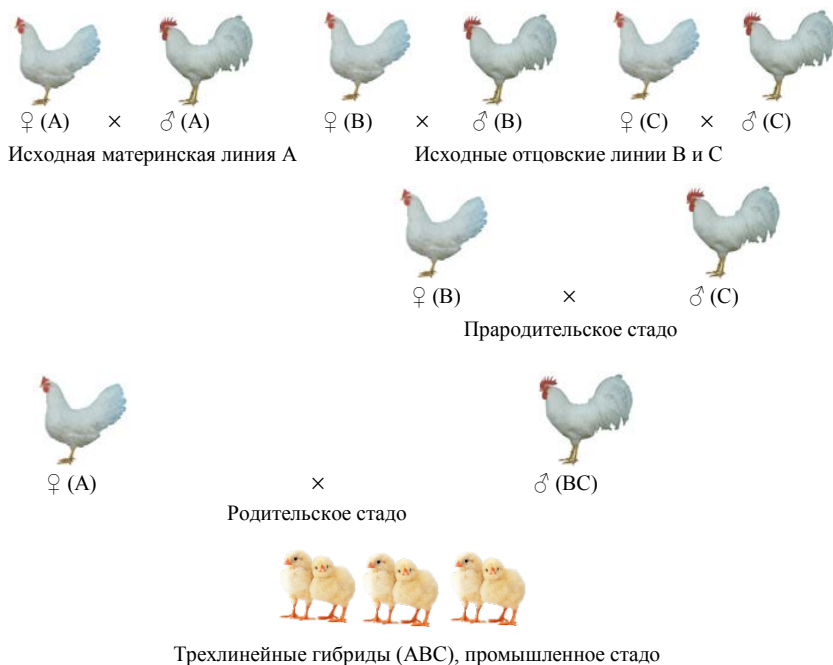 ♀ (A) × ♂ (A) ♀ (B) × ♂ (B) ♀ (C) × ♂ (C)
Исходная материнская линия А Исходные отцовские линии В и С
♀ (B) × ♂ (C)
Прародительское стадо
♀ (A) × ♂ (BC)
Родительское стадо
Трехлинейные гибриды (АВС), промышленное стадо